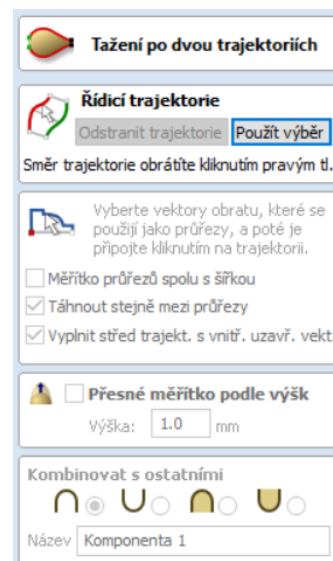 Tažení po dvou trajektoriích
Řídicí trajektorie
Odstranit trajektorie Použít výběr
Směr trajektorie obrátíte kliknutím pravým tl.
Vyberte vektory obratu, které se
použijí jako průřezy, a poté je
připojte kliknutím na trajektorii.
Měřítko průřezů spolu s šířkou
Táhnout stejně mezi průřezy
Vyplnit střed trajekt. s vnitř. uzavř. vekt.
Přesné měřítko podle výšk
Výška: 1.0 mm
Kombinovat s ostatními
Název Komponenta 1